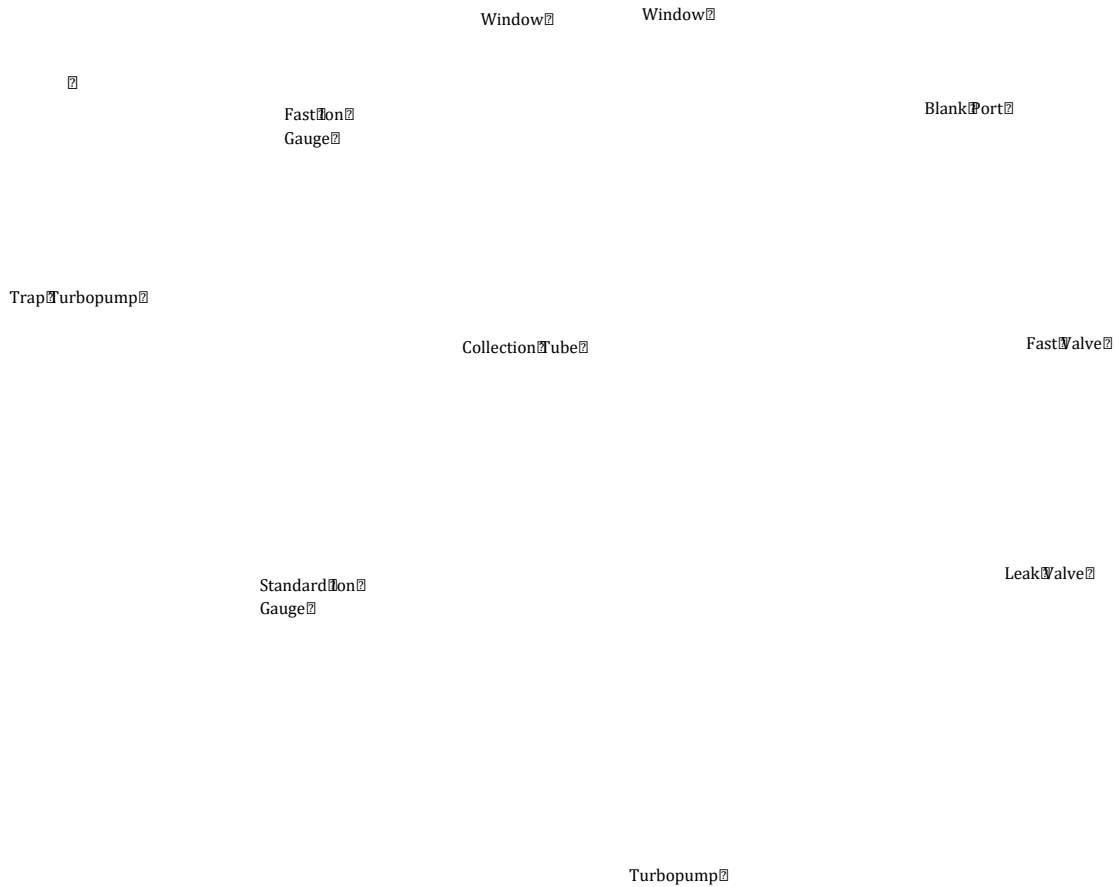 Window
Window
Fast Ion
Gauge
Blank Port
Trap Turbopump
Collection Tube
Fast Valve
Standard Ion
Gauge
Leak Valve
Turbopump